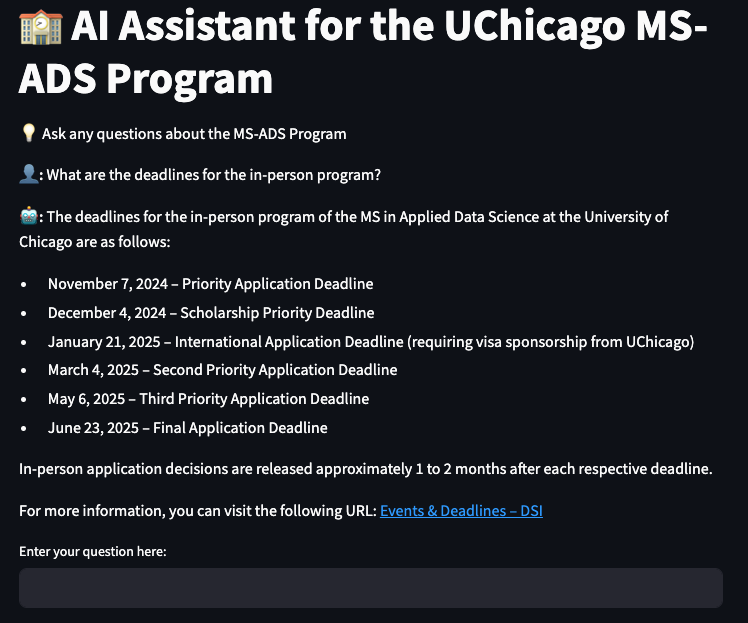 🏫 AI Assistant for the UChicago MS-
ADS Program
💡 Ask any questions about the MS-ADS Program
👤: What are the deadlines for the in-person program?
🤖: The deadlines for the in-person program of the MS in Applied Data Science at the University of
Chicago are as follows:
• November 7, 2024 – Priority Application Deadline
• December 4, 2024 – Scholarship Priority Deadline
• January 21, 2025 – International Application Deadline (requiring visa sponsorship from UChicago)
• March 4, 2025 – Second Priority Application Deadline
• May 6, 2025 – Third Priority Application Deadline
• June 23, 2025 – Final Application Deadline
In-person application decisions are released approximately 1 to 2 months after each respective deadline.
For more information, you can visit the following URL: Events & Deadlines – DSI
Enter your question here: